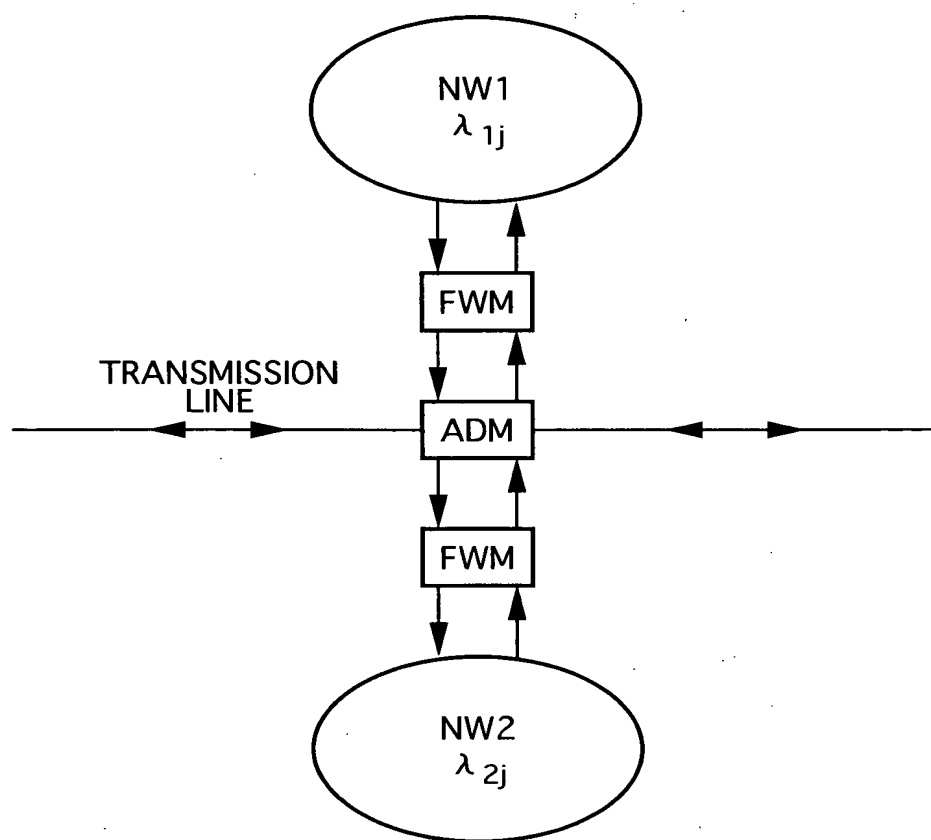 NW1
λ 1j
FWM
TRANSMISSION
LINE
ADM
FWM
NW2
λ 2j